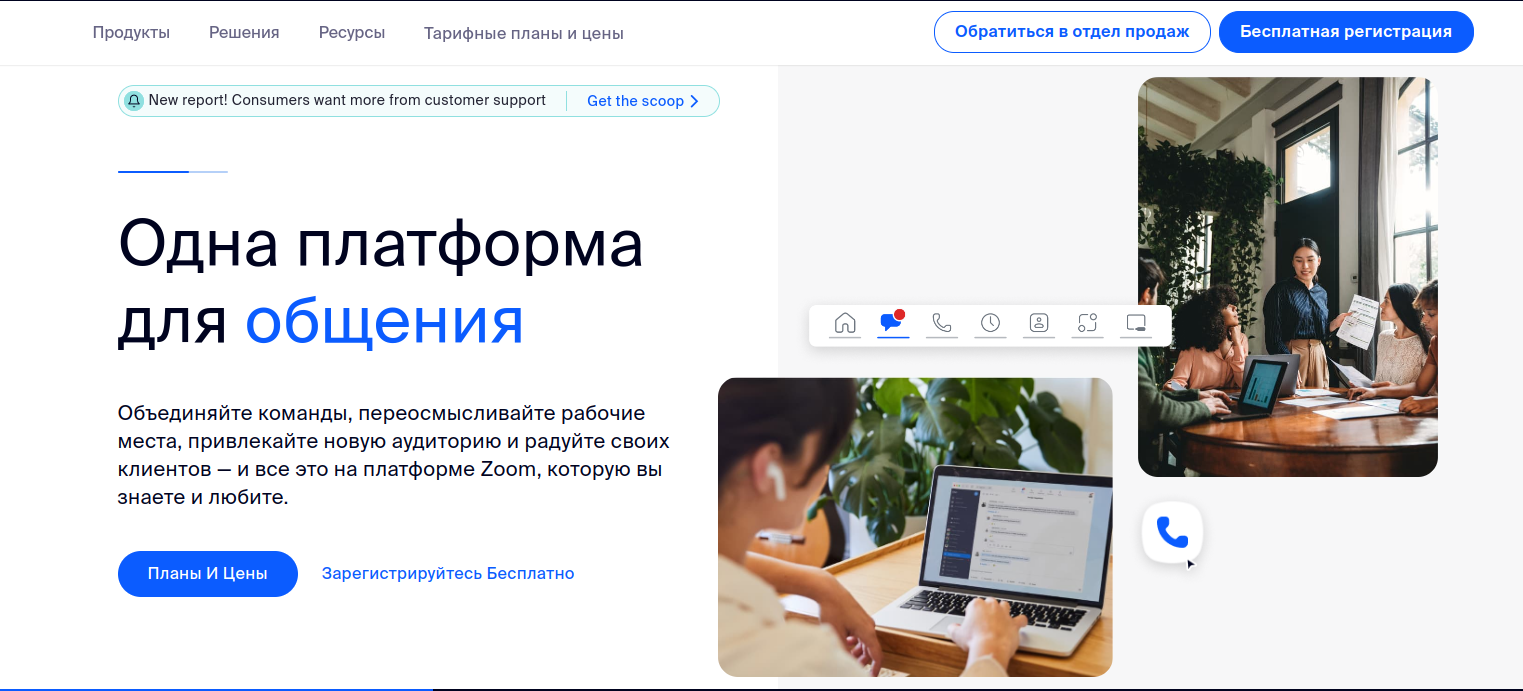 Продукты
Решения
Ресурсы
Тарифные планы и цены
Обратиться в отдел продаж
Бесплатная регистрация
New report! Consumers want more from customer support
Get the scoop
Одна платформа
для общения
Объединяйте команды, переосмысливайте рабочие
места, привлекайте новую аудиторию и радуйте своих
клиентов — и все это на платформе Zoom, которую вы
знаете и любите.
Планы И Цены
Зарегистрируйтесь Бесплатно